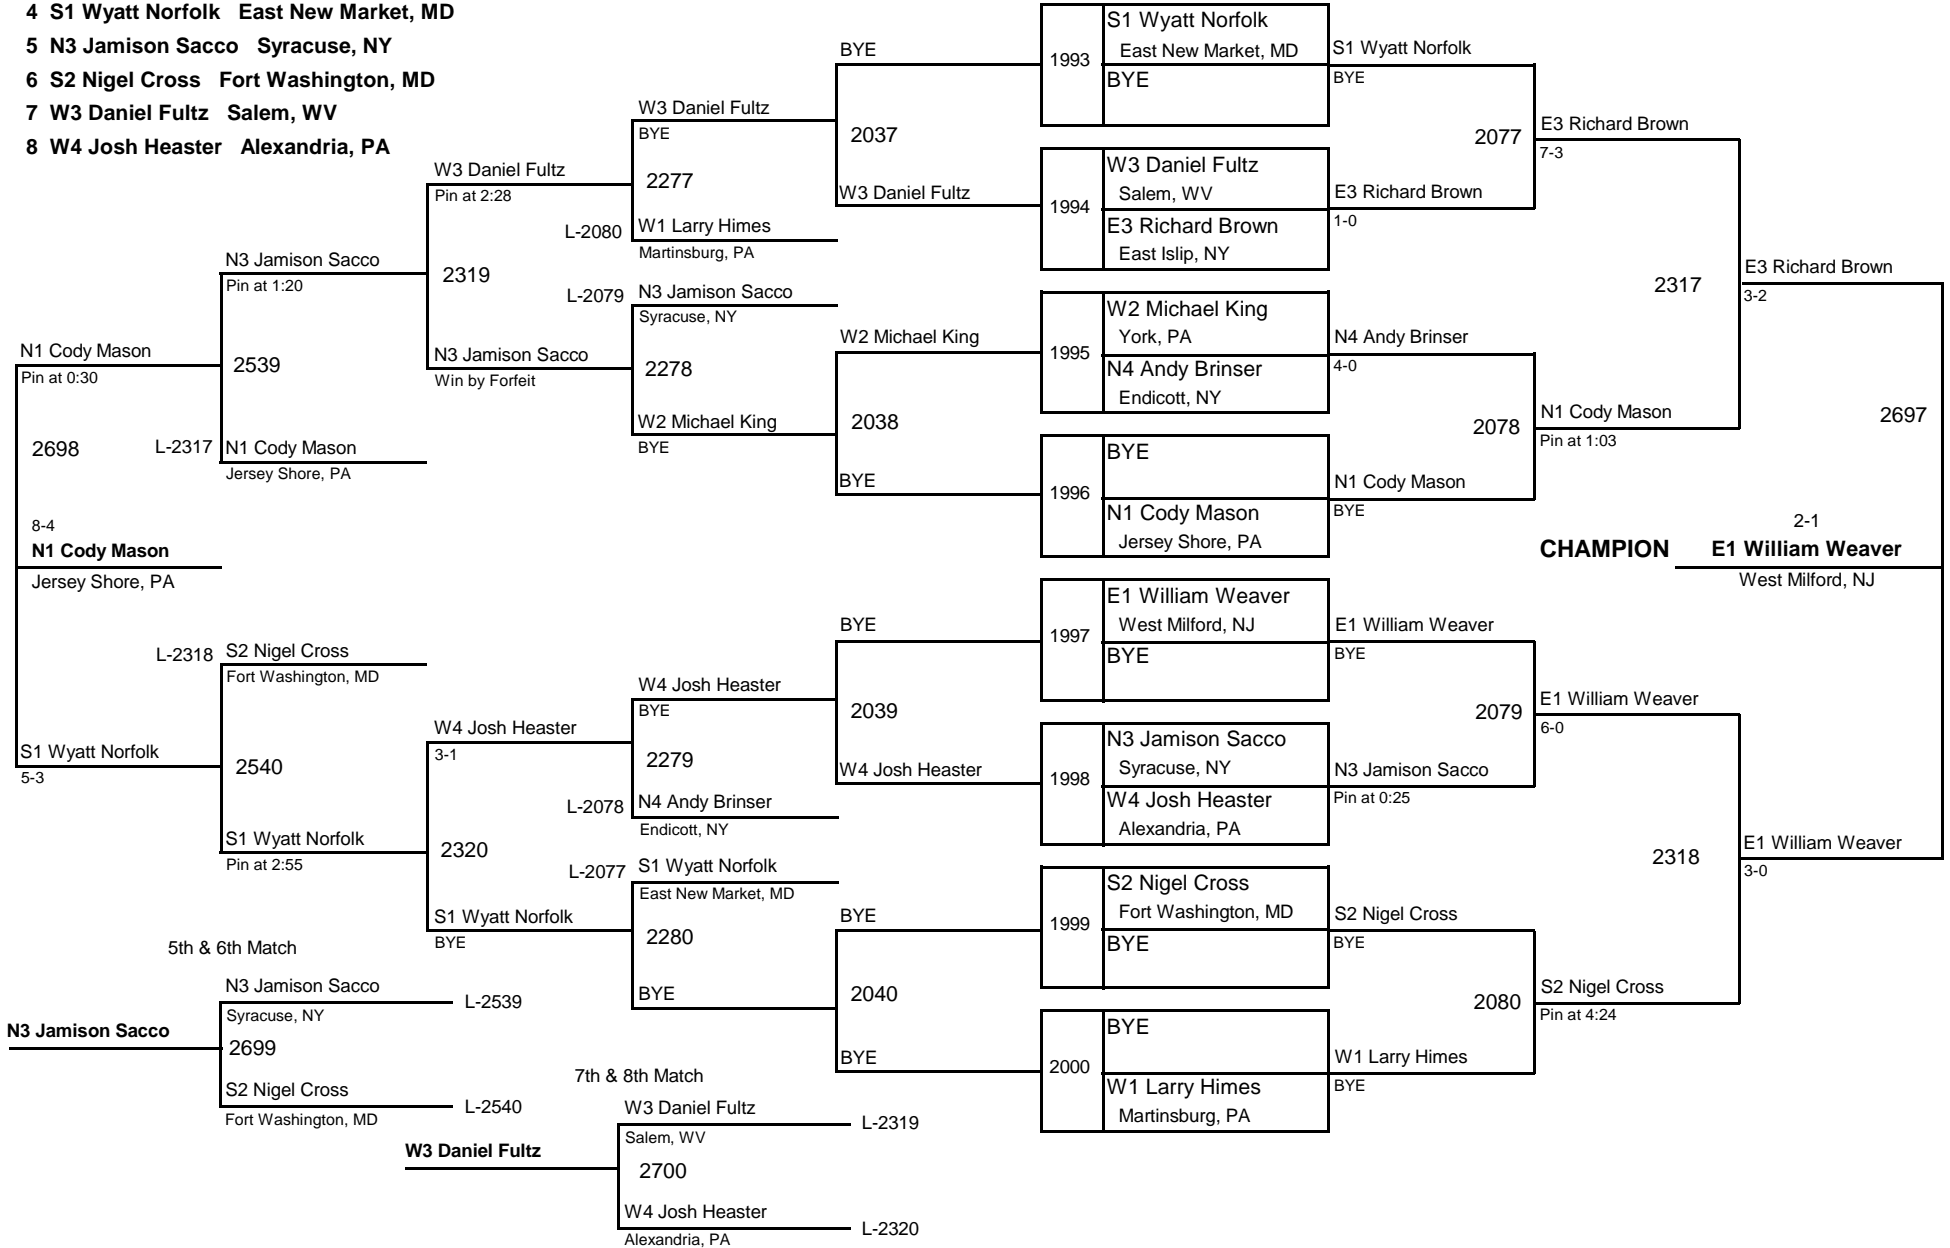 4 S1 Wyatt Norfolk East New Market, MD
5 N3 Jamison Sacco Syracuse, NY
6 S2 Nigel Cross Fort Washington, MD
7 W3 Daniel Fultz Salem, WV
8 W4 Josh Heaster Alexandria, PA
N1 Cody Mason
Pin at 0:30
2698
8-4
N1 Cody Mason
Jersey Shore, PA
S1 Wyatt Norfolk
5-3
N3 Jamison Sacco
Pin at 1:20
2539
L-2317
N1 Cody Mason
Jersey Shore, PA
L-2318
S2 Nigel Cross
Fort Washington, MD
2540
S1 Wyatt Norfolk
Pin at 2:55
W3 Daniel Fultz
Pin at 2:28
2319
N3 Jamison Sacco
Win by Forfeit
W4 Josh Heaster
3-1
2320
S1 Wyatt Norfolk
BYE
W3 Daniel Fultz
BYE
2277
L-2080
W1 Larry Himes
Martinsburg, PA
L-2079
N3 Jamison Sacco
Syracuse, NY
2278
W2 Michael King
BYE
W4 Josh Heaster
BYE
2279
L-2078
N4 Andy Brinser
Endicott, NY
L-2077
S1 Wyatt Norfolk
East New Market, MD
2280
BYE
BYE
2037
W3 Daniel Fultz
W2 Michael King
2038
BYE
BYE
2039
W4 Josh Heaster
BYE
2040
BYE
1993
S1 Wyatt Norfolk
East New Market, MD
BYE
1994
W3 Daniel Fultz
Salem, WV
E3 Richard Brown
East Islip, NY
1995
W2 Michael King
York, PA
N4 Andy Brinser
Endicott, NY
1996
BYE
N1 Cody Mason
Jersey Shore, PA
1997
E1 William Weaver
West Milford, NJ
BYE
1998
N3 Jamison Sacco
Syracuse, NY
W4 Josh Heaster
Alexandria, PA
1999
S2 Nigel Cross
Fort Washington, MD
BYE
2000
BYE
W1 Larry Himes
Martinsburg, PA
S1 Wyatt Norfolk
BYE
2077
E3 Richard Brown
1-0
N4 Andy Brinser
4-0
2078
N1 Cody Mason
BYE
E1 William Weaver
BYE
2079
N3 Jamison Sacco
Pin at 0:25
S2 Nigel Cross
BYE
2080
W1 Larry Himes
BYE
E3 Richard Brown
7-3
2317
N1 Cody Mason
Pin at 1:03
E1 William Weaver
6-0
2318
S2 Nigel Cross
Pin at 4:24
E3 Richard Brown
3-2
2697
2-1
CHAMPION E1 William Weaver
West Milford, NJ
E1 William Weaver
3-0
5th & 6th Match
N3 Jamison Sacco
L-2539
Syracuse, NY
N3 Jamison Sacco
2699
S2 Nigel Cross
L-2540
Fort Washington, MD
7th & 8th Match
W3 Daniel Fultz
L-2319
Salem, WV
W3 Daniel Fultz
2700
W4 Josh Heaster
L-2320
Alexandria, PA